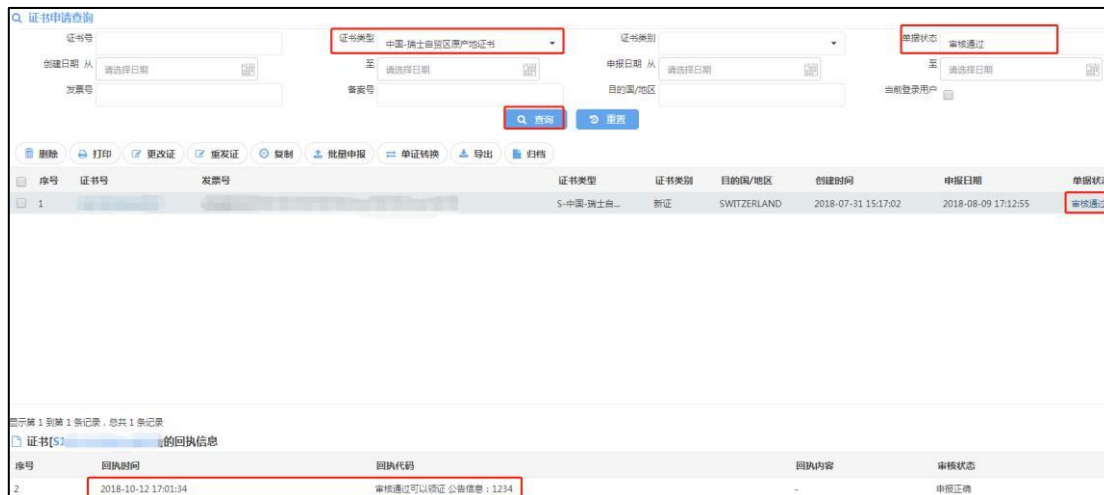 证书申请查询
证书号 证书类型 中国-瑞士自贸区原产地证书 证书类别 单据状态 审核通过
创建日期 从 请选择日期 至 请选择日期 申报日期 从 请选择日期 至 请选择日期
发票号 备案号 目的国/地区 当前登录用户
查询 重置
删除 打印 更改证 重发证 复制 批量申报 单证转换 导出 归档
序号 证书号 发票号 证书类型 证书类别 目的国/地区 创建时间 申报日期 单据状态
1 S-中国-瑞士自... 新证 SWITZERLAND 2018-07-31 15:17:02 2018-08-09 17:12:55 审核通过
显示第 1 到第 1 条记录，总共 1 条记录
证书[S1 的回执信息
序号 回执时间 回执代码 回执内容 审核状态
2 2018-10-12 17:01:34 审核通过可以领证 公告信息：1234 - 申报正确